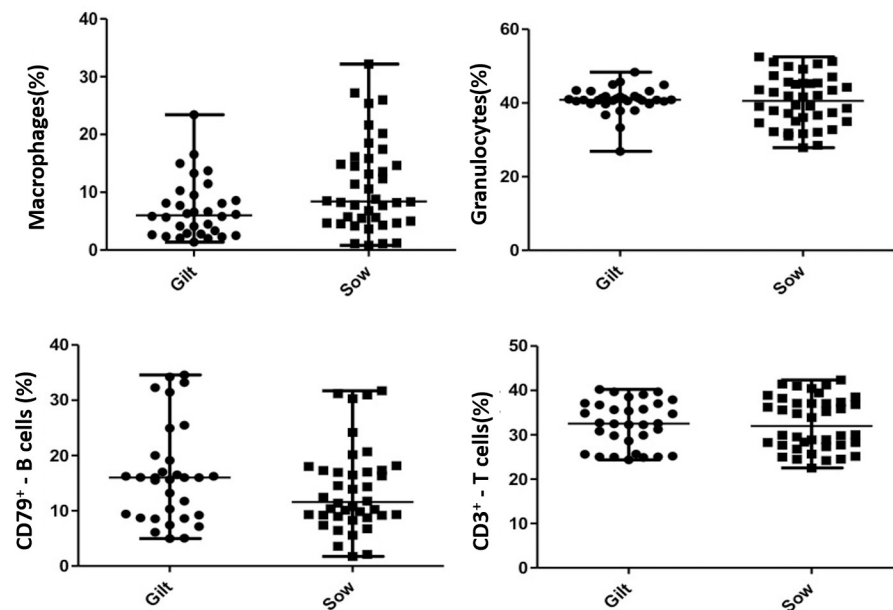 Macrophages(%)
40
30
20
10
0
Gilt
Sow
Granulocytes(%)
60
40
20
0
Gilt
Sow
CD79⁺ - B cells (%)
40
30
20
10
0
Gilt
Sow
CD3⁺ - T cells(%)
50
40
30
20
10
0
Gilt
Sow